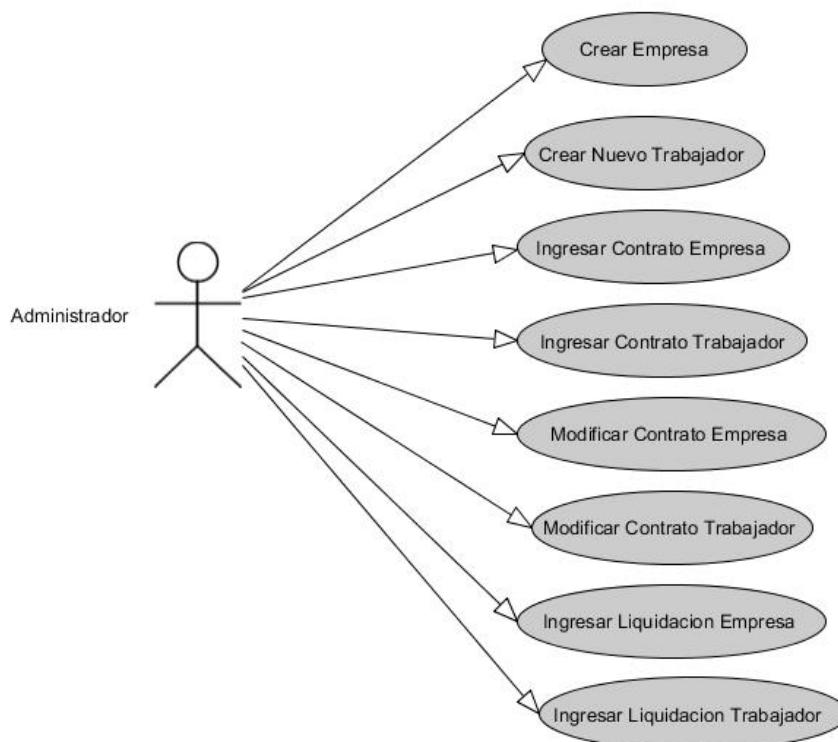 Crear Empresa
Crear Nuevo Trabajador
Ingresar Contrato Empresa
Administrador
Ingresar Contrato Trabajador
Modificar Contrato Empresa
Modificar Contrato Trabajador
Ingresar Liquidacion Empresa
Ingresar Liquidacion Trabajador